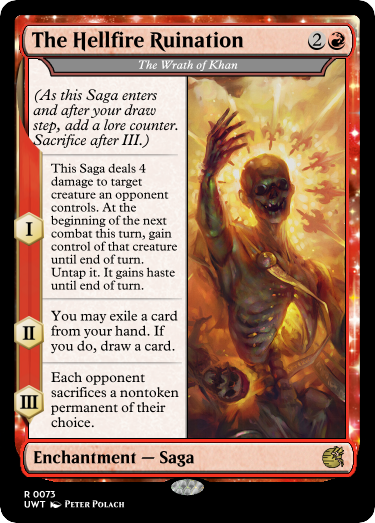 The Hellfire Ruination 2
The Wrath of Khan
(As this Saga enters
and after your draw
step, add a lore counter.
Sacrifice after III.)
I
This Saga deals 4
damage to target
creature an opponent
controls. At the
beginning of the next
combat this turn, gain
control of that creature
until end of turn.
Untap it. It gains haste
until end of turn.
II
You may exile a
card from your
hand. If
you do, draw a card.
III
Each opponent
sacrifices a nontoken
permanent of their
choice.
Enchantment — Saga
R 0073
UWT Peter Polach